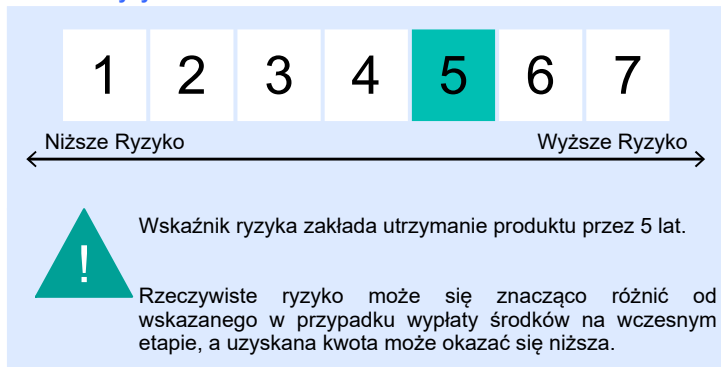 1 2 3 4 5 6 7
Niższe Ryzyko Wyższe Ryzyko
Wskaźnik ryzyka zakłada utrzymanie produktu przez 5 lat.
!
Rzeczywiste ryzyko może się znacząco różnić od
wskazanego w przypadku wypłaty środków na wczesnym
etapie, a uzyskana kwota może okazać się niższa.